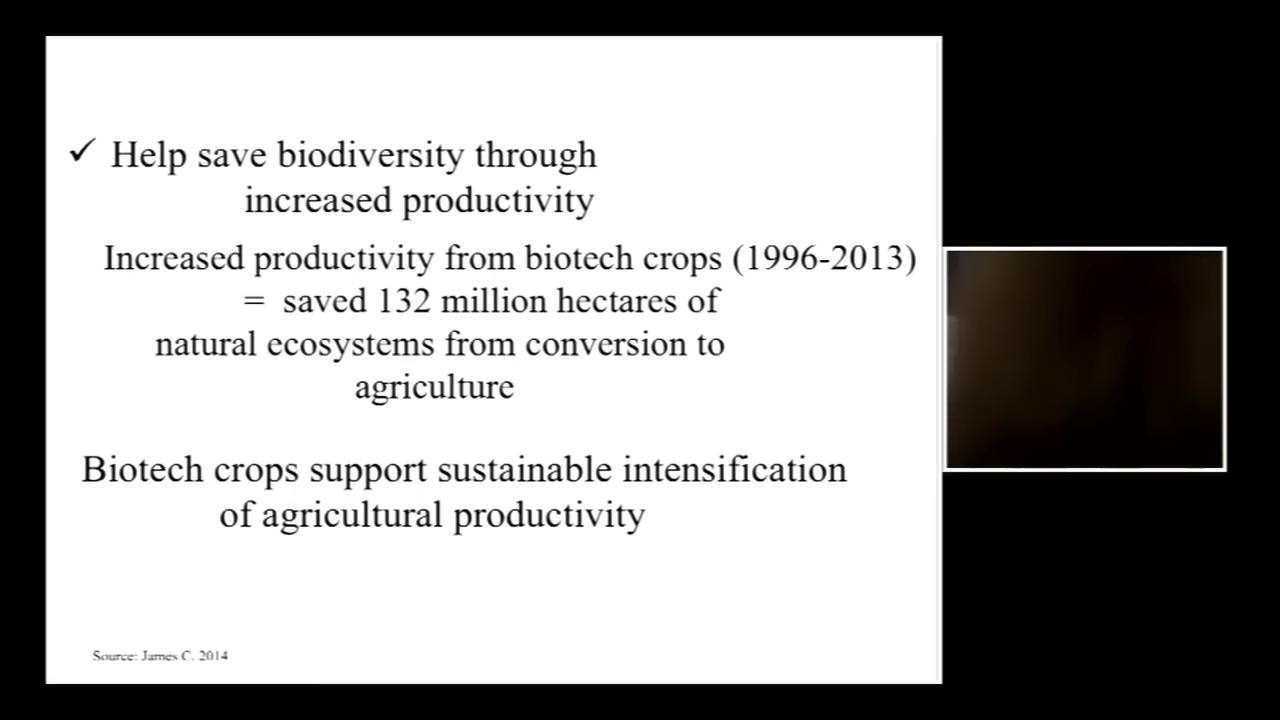 ✓ Help save biodiversity through
increased productivity
Increased productivity from biotech crops (1996-2013)
= saved 132 million hectares of
natural ecosystems from conversion to
agriculture
Biotech crops support sustainable intensification
of agricultural productivity
Source: James C. 2014